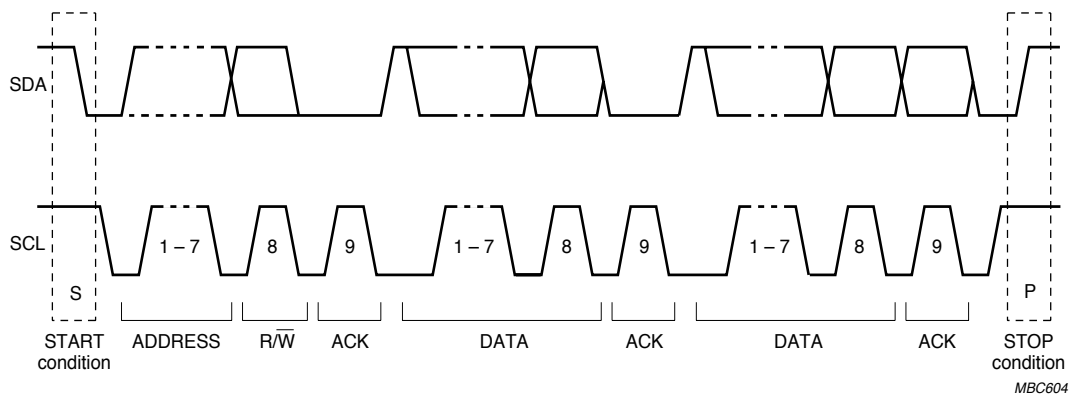 SDA
SCL
1 – 7 8 9 1 – 7 8 9 1 – 7 8 9
S P
START condition ADDRESS R/W̅ ACK DATA ACK DATA ACK STOP condition
MBC604